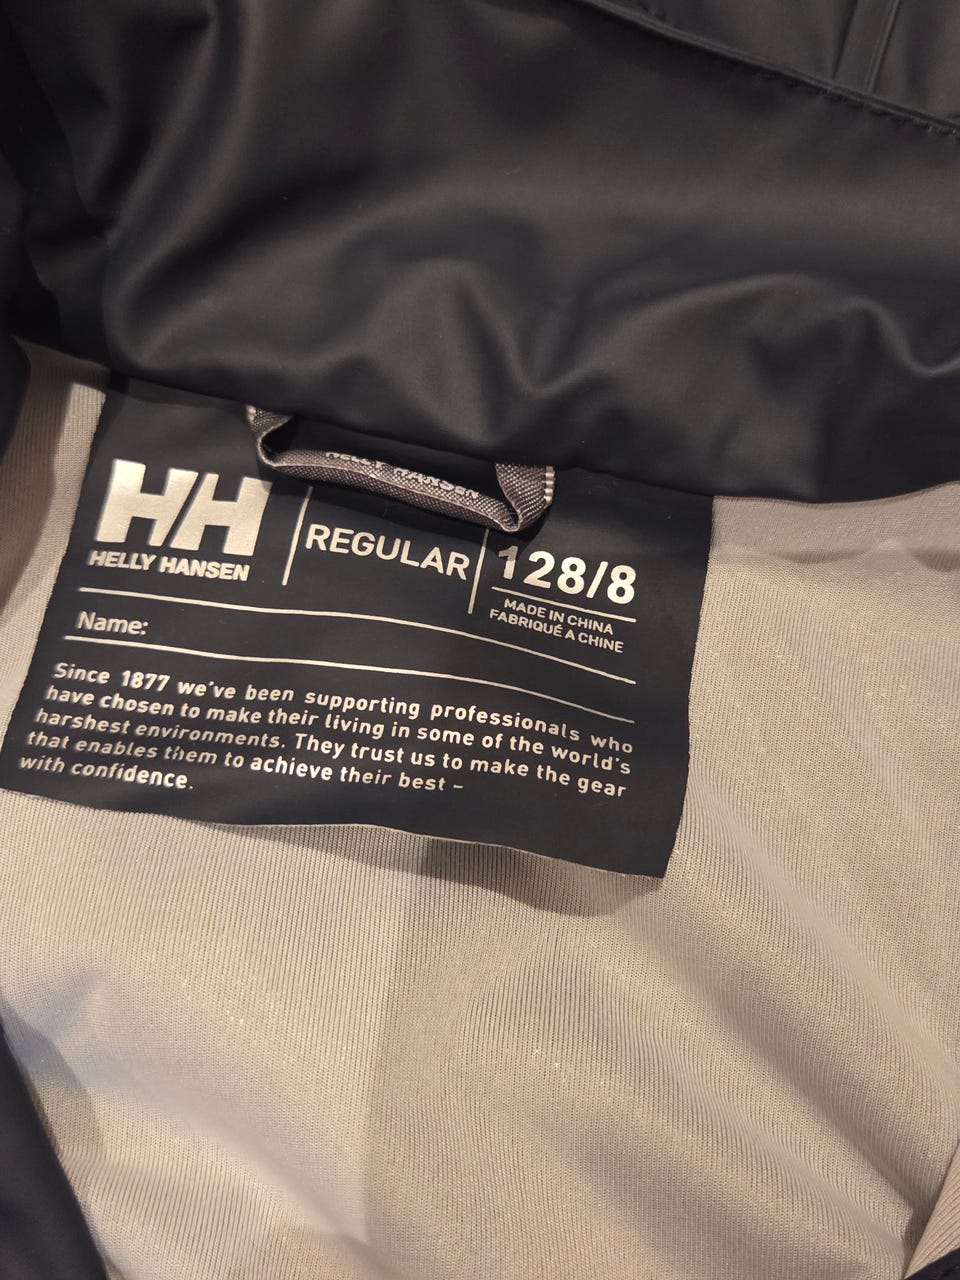 HELLY HANSEN
HH
HELLY HANSEN
REGULAR
128/8
MADE IN CHINA
FABRIQUÉ A CHINE
Name:
Since 1877 we've been supporting professionals who
have chosen to make their living in some of the world's
harshest environments. They trust us to make the gear
that enables them to achieve their best –
with confidence.